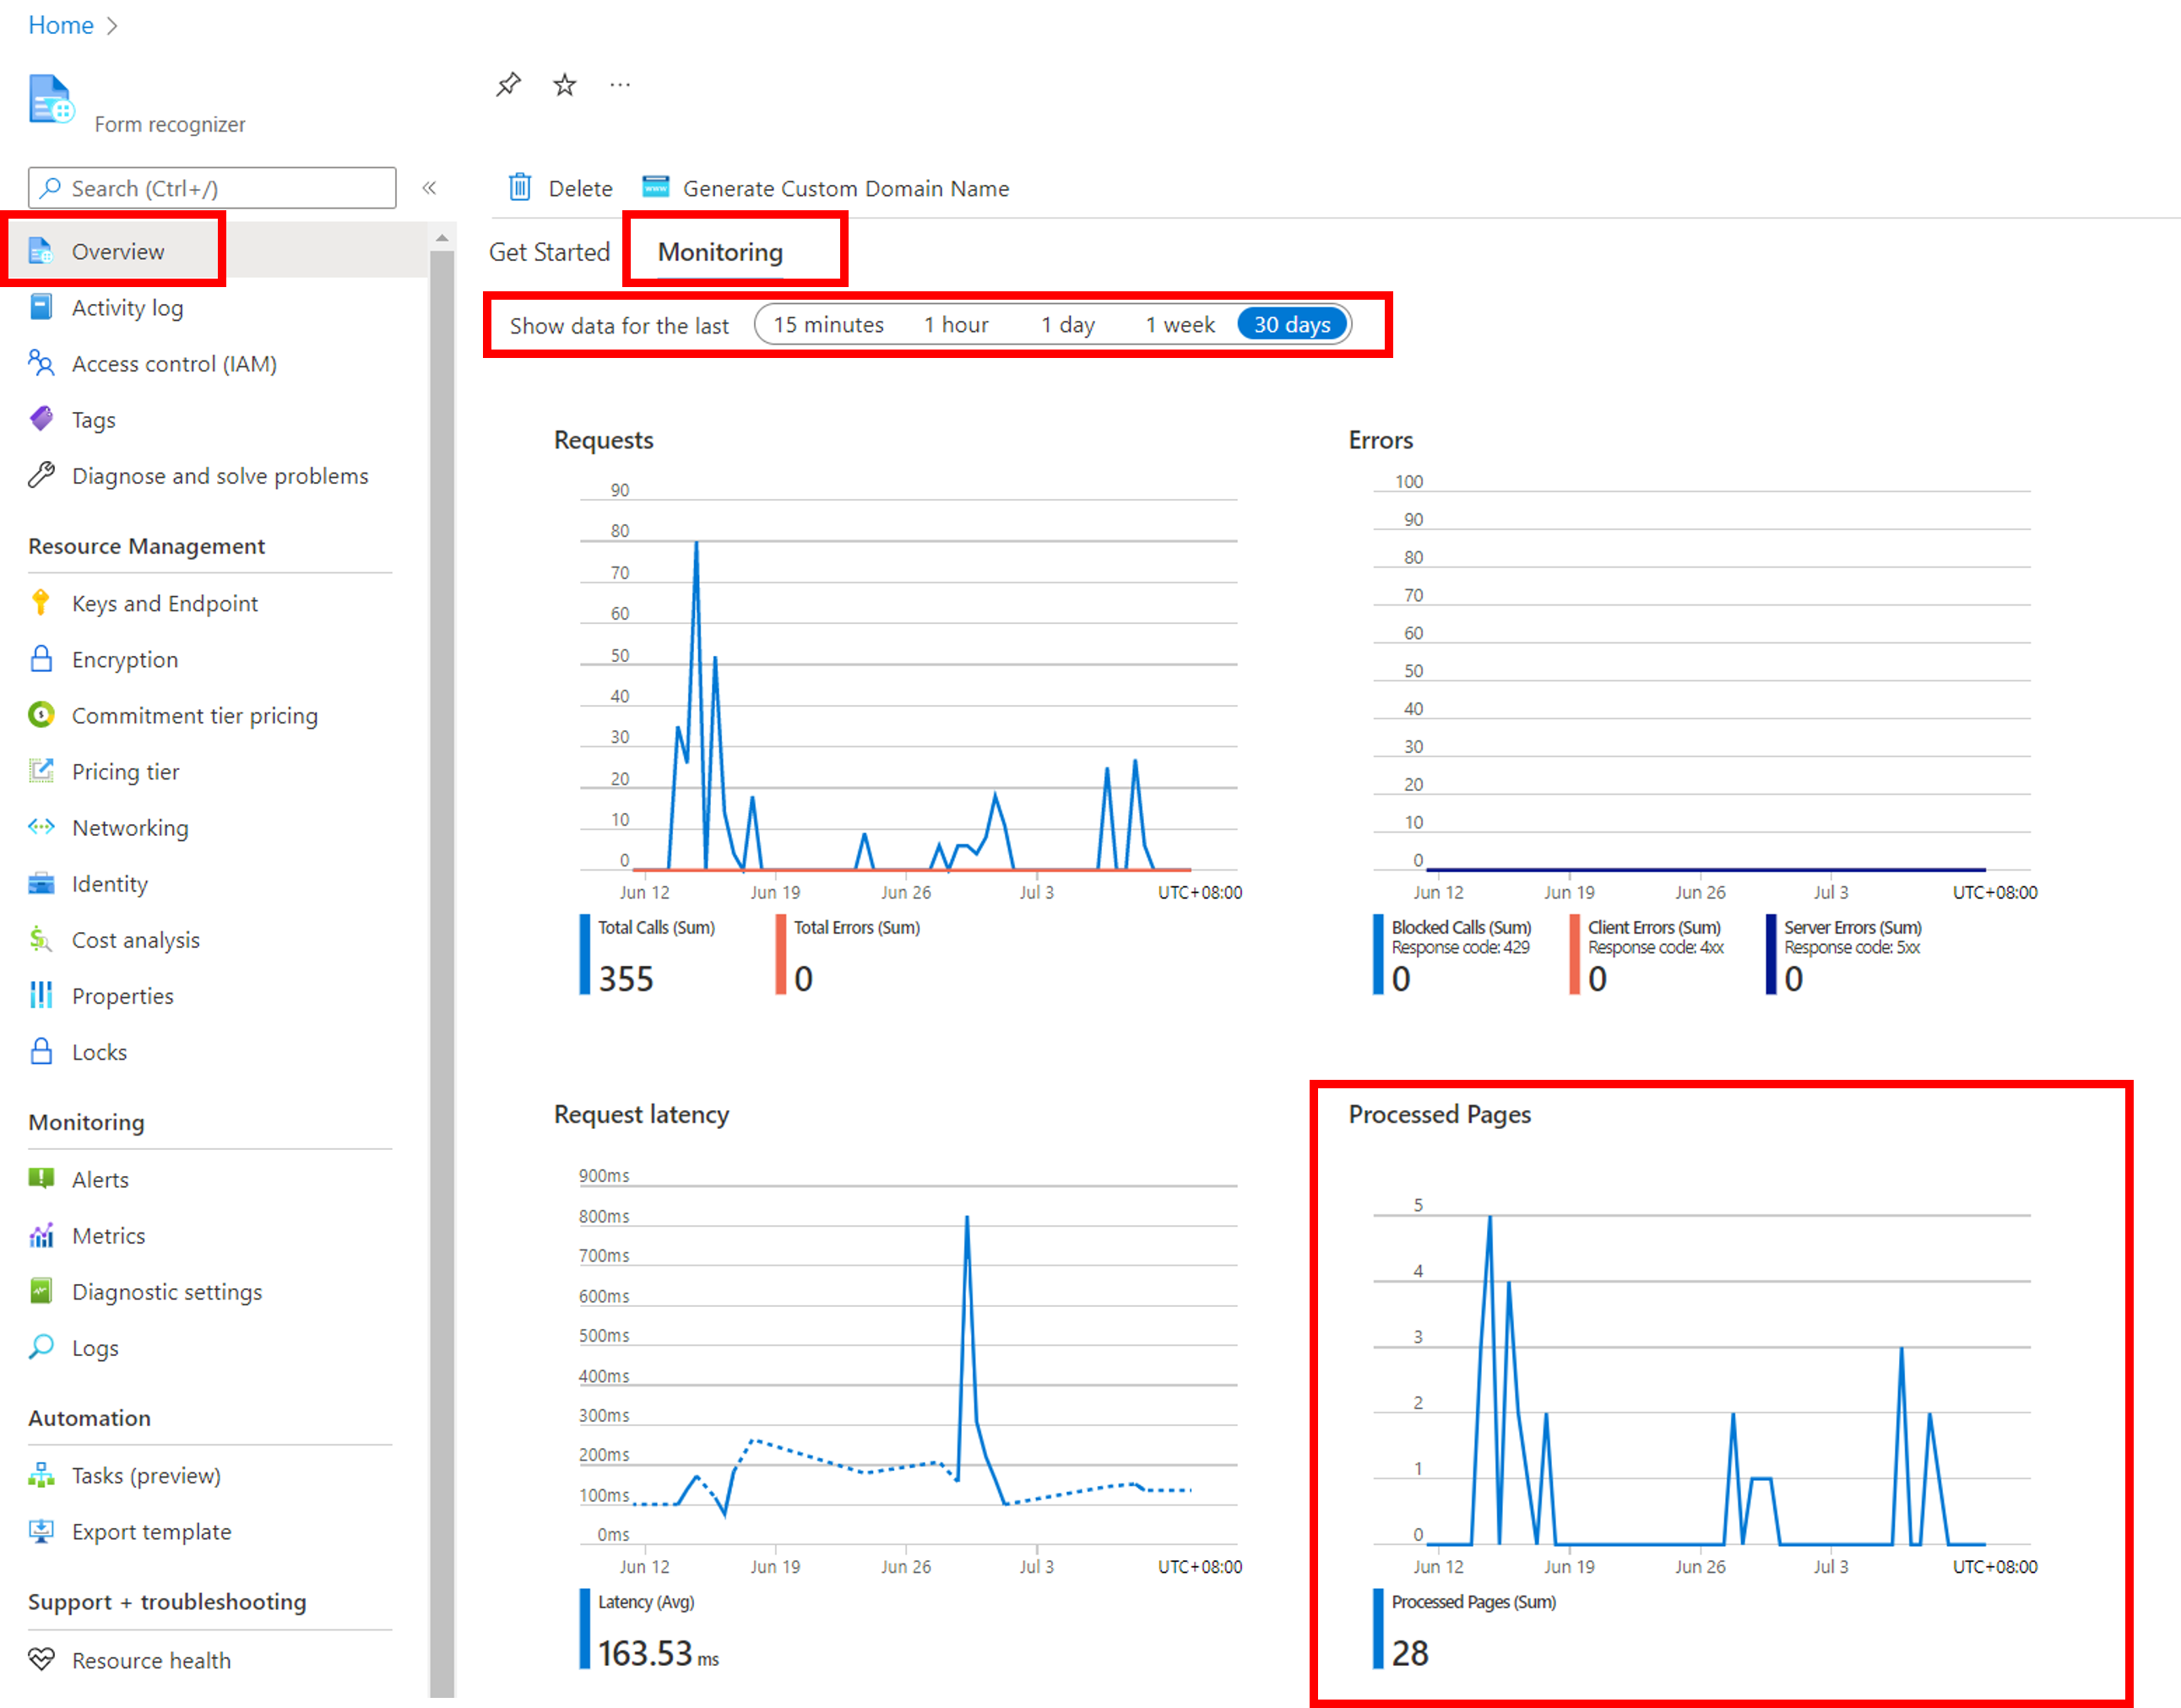 Home
Form recognizer
Search (Ctrl+/)
Overview
Activity log
Access control (IAM)
Tags
Diagnose and solve problems
Resource Management
Keys and Endpoint
Encryption
Commitment tier pricing
Pricing tier
Networking
Identity
Cost analysis
Properties
Locks
Monitoring
Alerts
Metrics
Diagnostic settings
Logs
Automation
Tasks (preview)
Export template
Support + troubleshooting
Resource health
Delete
Generate Custom Domain Name
Get Started Monitoring
Show data for the last 15 minutes 1 hour 1 day 1 week 30 days
Requests
90
80
70
60
50
40
30
20
10
0
Jun 12 Jun 19 Jun 26 Jul 3 UTC+08:00
Total Calls (Sum) Total Errors (Sum)
355 0
Errors
100
90
80
70
60
50
40
30
20
10
0
Jun 12 Jun 19 Jun 26 Jul 3 UTC+08:00
Blocked Calls (Sum) Client Errors (Sum) Server Errors (Sum)
Response code: 429 Response code: 4xx Response code: 5xx
0 0 0
Request latency
900ms
800ms
700ms
600ms
500ms
400ms
300ms
200ms
100ms
0ms
Jun 12 Jun 19 Jun 26 Jul 3 UTC+08:00
Latency (Avg)
163.53 ms
Processed Pages
5
4
3
2
1
0
Jun 12 Jun 19 Jun 26 Jul 3 UTC+08:00
Processed Pages (Sum)
28